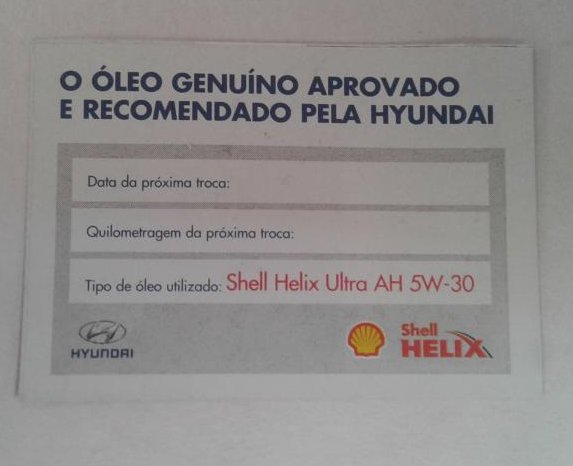 O ÓLEO GENUÍNO APROVADO
E RECOMENDADO PELA HYUNDAI
Data da próxima troca:
Quilometragem da próxima troca:
Tipo de óleo utilizado: Shell Helix Ultra AH 5W-30
HYUNDAI
Shell
HELIX